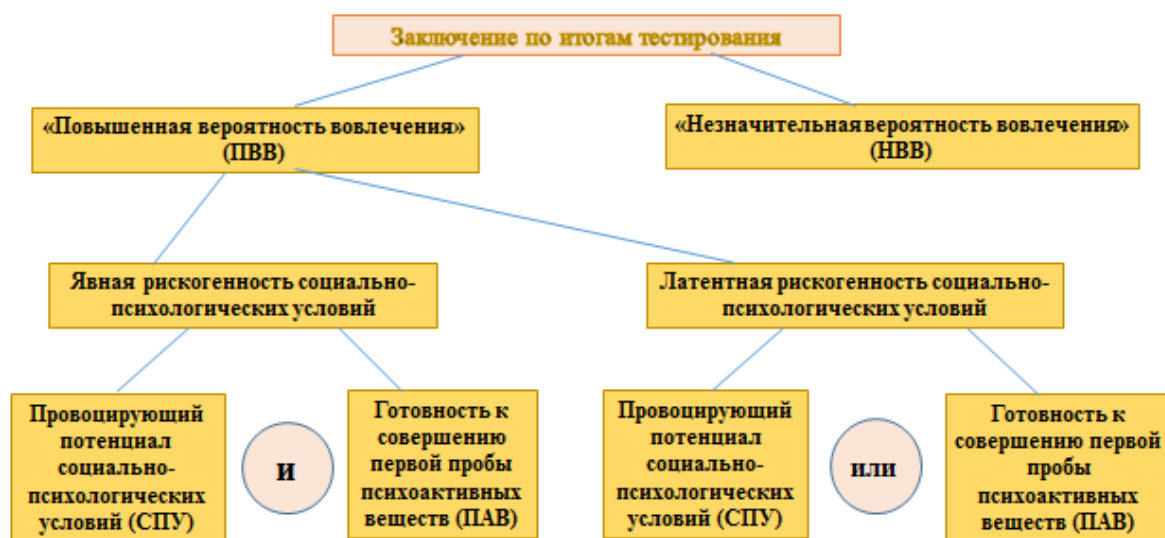 Заключение по итогам тестирования
«Повышенная вероятность вовлечения»
(ПВВ)
«Незначительная вероятность вовлечения»
(НВВ)
Явная рискогенность социально-
психологических условий
Латентная рискогенность социально-
психологических условий
Провоцирующий
потенциал
социально-
психологических
условий (СПУ)
и
Готовность к
совершению
первой пробы
психоактивных
веществ (ПАВ)
Провоцирующий
потенциал
социально-
психологических
условий (СПУ)
или
Готовность к
совершению первой
пробы
психоактивных
веществ (ПАВ)